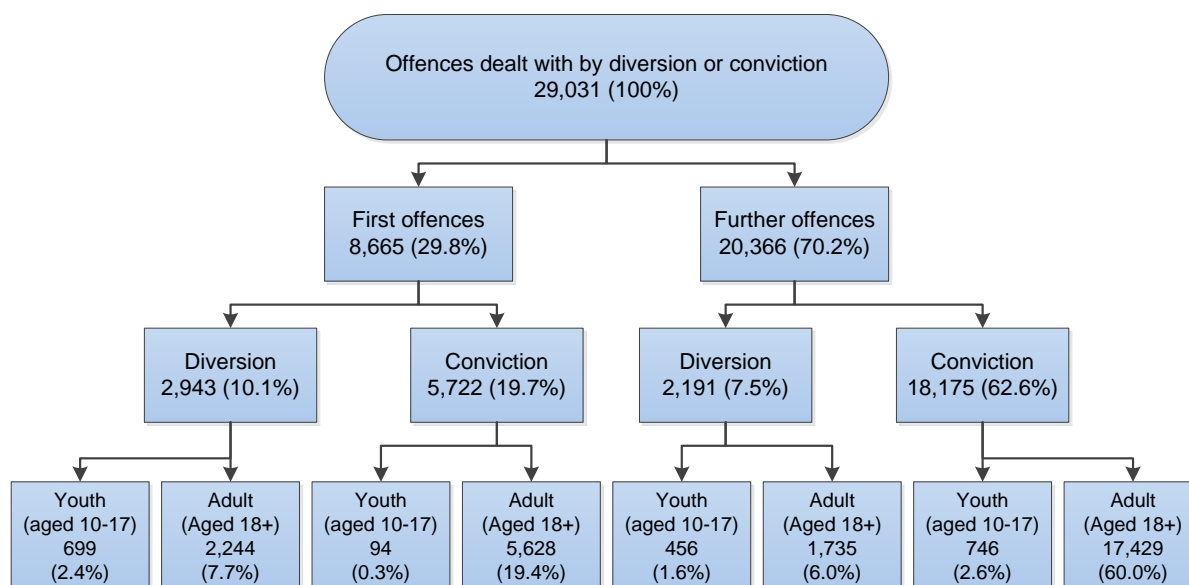 Offences dealt with by diversion or conviction
29,031 (100%)
First offences
8,665 (29.8%)
Further offences
20,366 (70.2%)
Diversion
2,943 (10.1%)
Conviction
5,722 (19.7%)
Diversion
2,191 (7.5%)
Conviction
18,175 (62.6%)
Youth
(aged 10-17)
699
(2.4%)
Adult
(Aged 18+)
2,244
(7.7%)
Youth
(aged 10-17)
94
(0.3%)
Adult
(Aged 18+)
5,628
(19.4%)
Youth
(aged 10-17)
456
(1.6%)
Adult
(Aged 18+)
1,735
(6.0%)
Youth
(aged 10-17)
746
(2.6%)
Adult
(Aged 18+)
17,429
(60.0%)